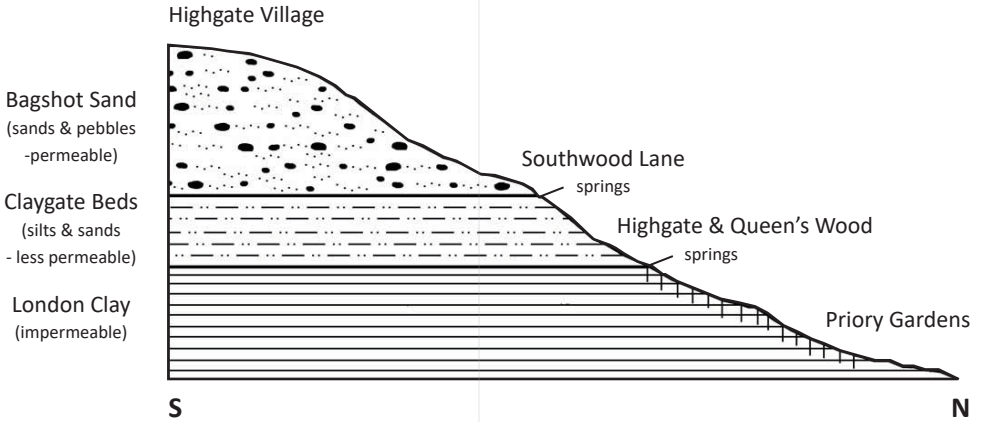 Highgate Village
Bagshot Sand
(sands & pebbles
-permeable)
Southwood Lane
springs
Claygate Beds
(silts & sands
- less permeable)
Highgate & Queen’s Wood
springs
London Clay
(impermeable)
Priory Gardens
S
N